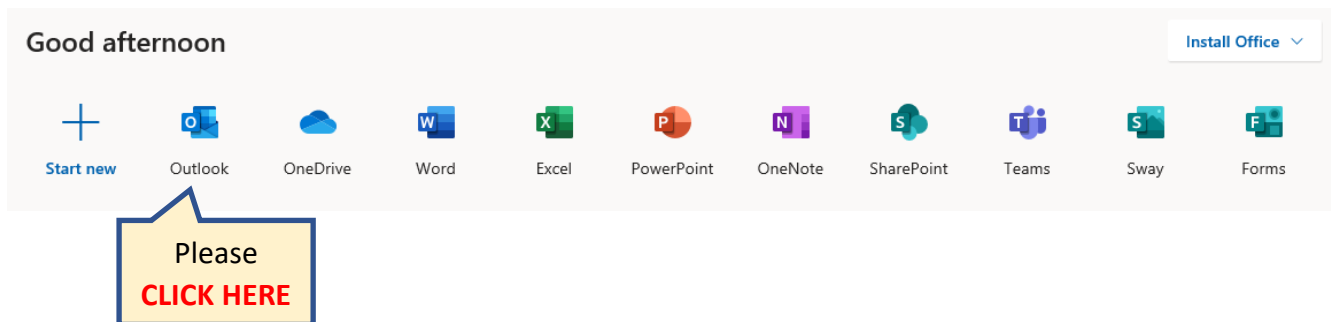 Good afternoon
Install Office
Start new Outlook OneDrive Word Excel PowerPoint OneNote SharePoint Teams Sway Forms
Please
CLICK HERE